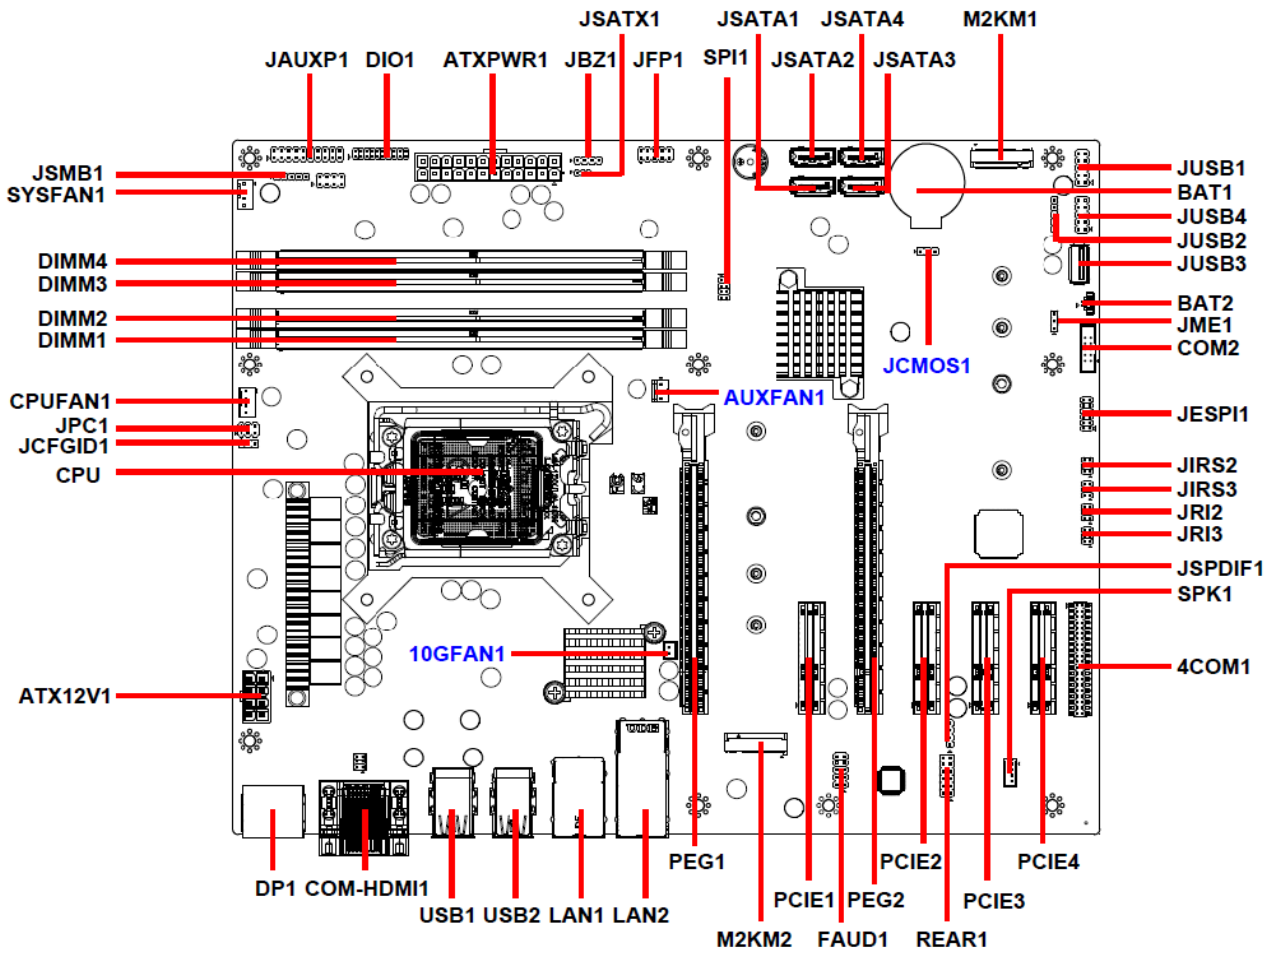 JSATX1
JSATA1
JSATA4
M2KM1
JAUXP1
DIO1
ATXPWR1
JBZ1
JFP1
SPI1
JSATA2
JSATA3
JSMB1
SYSFAN1
JUSB1
BAT1
JUSB4
JUSB2
JUSB3
DIMM4
DIMM3
DIMM2
DIMM1
BAT2
JME1
COM2
JCMOS1
AUXFAN1
CPUFAN1
JPC1
JCFGID1
CPU
JESPI1
JIRS2
JIRS3
JRI2
JRI3
JSPDIF1
SPK1
10GFAN1
4COM1
ATX12V1
PEG1
PCIE2
PCIE4
DP1
COM-HDMI1
PCIE1
PEG2
PCIE3
USB1
USB2
LAN1
LAN2
M2KM2
FAUD1
REAR1